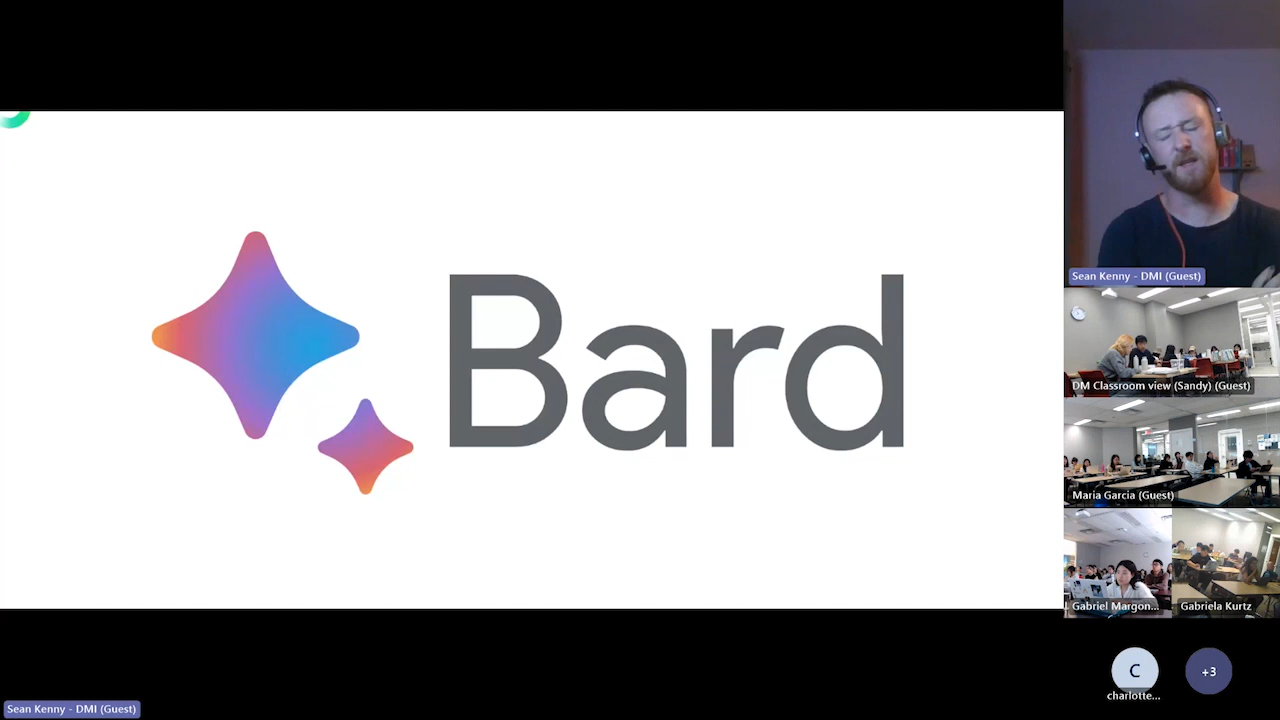 Bard
Sean Kenny - DMI (Guest)
DM Classroom view (Sandy) (Guest)
Maria Garcia (Guest)
Gabriel Margon...
Gabriela Kurtz
C
+3
charlotte...
Sean Kenny - DMI (Guest)